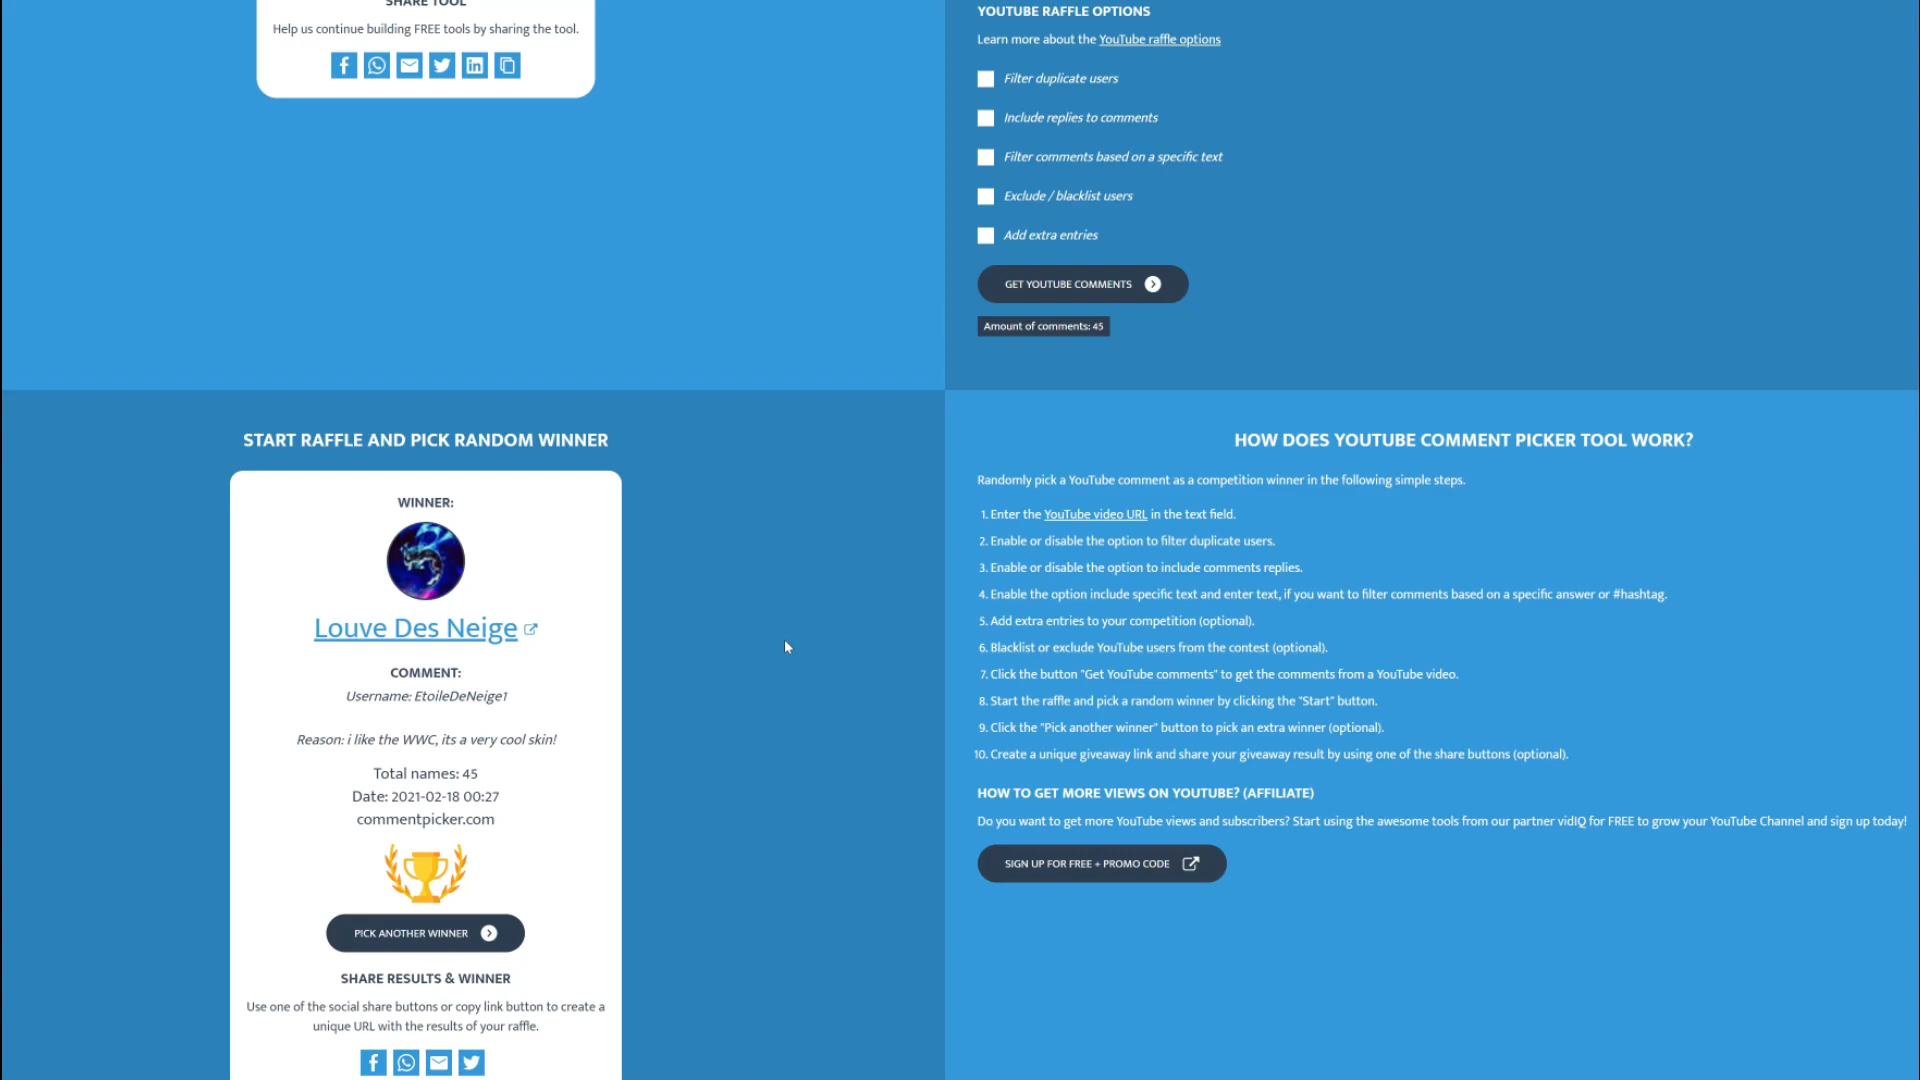 SHARE TOOL
Help us continue building FREE tools by sharing the tool.
YOUTUBE RAFFLE OPTIONS
Learn more about the YouTube raffle options
Filter duplicate users
Include replies to comments
Filter comments based on a specific text
Exclude / blacklist users
Add extra entries
GET YOUTUBE COMMENTS
Amount of comments: 45
START RAFFLE AND PICK RANDOM WINNER
WINNER:
Louve Des Neige
COMMENT:
Username: EtoileDeNeige1
Reason: i like the WWC, its a very cool skin!
Total names: 45
Date: 2021-02-18 00:27
commentpicker.com
PICK ANOTHER WINNER
SHARE RESULTS & WINNER
Use one of the social share buttons or copy link button to create a
unique URL with the results of your raffle.
HOW DOES YOUTUBE COMMENT PICKER TOOL WORK?
Randomly pick a YouTube comment as a competition winner in the following simple steps.
1. Enter the YouTube video URL in the text field.
2. Enable or disable the option to filter duplicate users.
3. Enable or disable the option to include comments replies.
4. Enable the option include specific text and enter text, if you want to filter comments based on a specific answer or #hashtag.
5. Add extra entries to your competition (optional).
6. Blacklist or exclude YouTube users from the contest (optional).
7. Click the button "Get YouTube comments" to get the comments from a YouTube video.
8. Start the raffle and pick a random winner by clicking the "Start" button.
9. Click the "Pick another winner" button to pick an extra winner (optional).
10. Create a unique giveaway link and share your giveaway result by using one of the share buttons (optional).
HOW TO GET MORE VIEWS ON YOUTUBE? (AFFILIATE)
Do you want to get more YouTube views and subscribers? Start using the awesome tools from our partner vidIQ for FREE to grow your YouTube Channel and sign up today!
SIGN UP FOR FREE + PROMO CODE